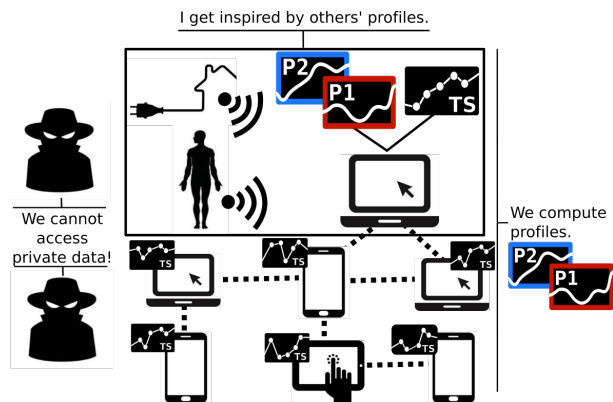 I get inspired by others' profiles.
P2
P1
TS
We cannot
access
private data!
We compute
profiles.
P2
P1
TS
TS
TS
TS
TS
TS